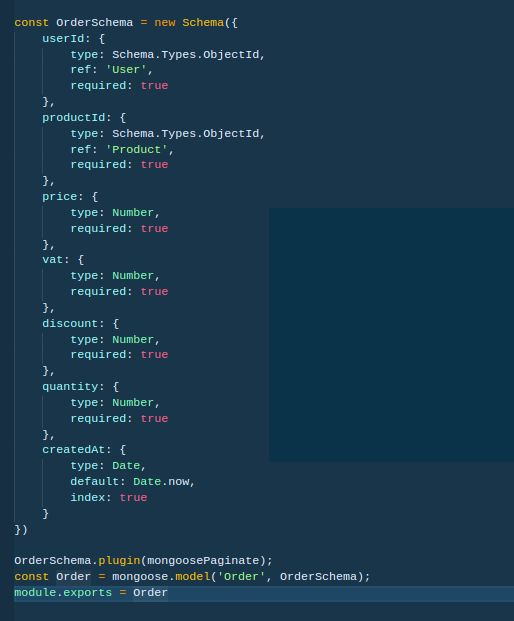 const OrderSchema = new Schema({
    userId: {
        type: Schema.Types.ObjectId,
        ref: 'User',
        required: true
    },
    productId: {
        type: Schema.Types.ObjectId,
        ref: 'Product',
        required: true
    },
    price: {
        type: Number,
        required: true
    },
    vat: {
        type: Number,
        required: true
    },
    discount: {
        type: Number,
        required: true
    },
    quantity: {
        type: Number,
        required: true
    },
    createdAt: {
        type: Date,
        default: Date.now,
        index: true
    }
})

OrderSchema.plugin(mongoosePaginate);
const Order = mongoose.model('Order', OrderSchema);
module.exports = Order